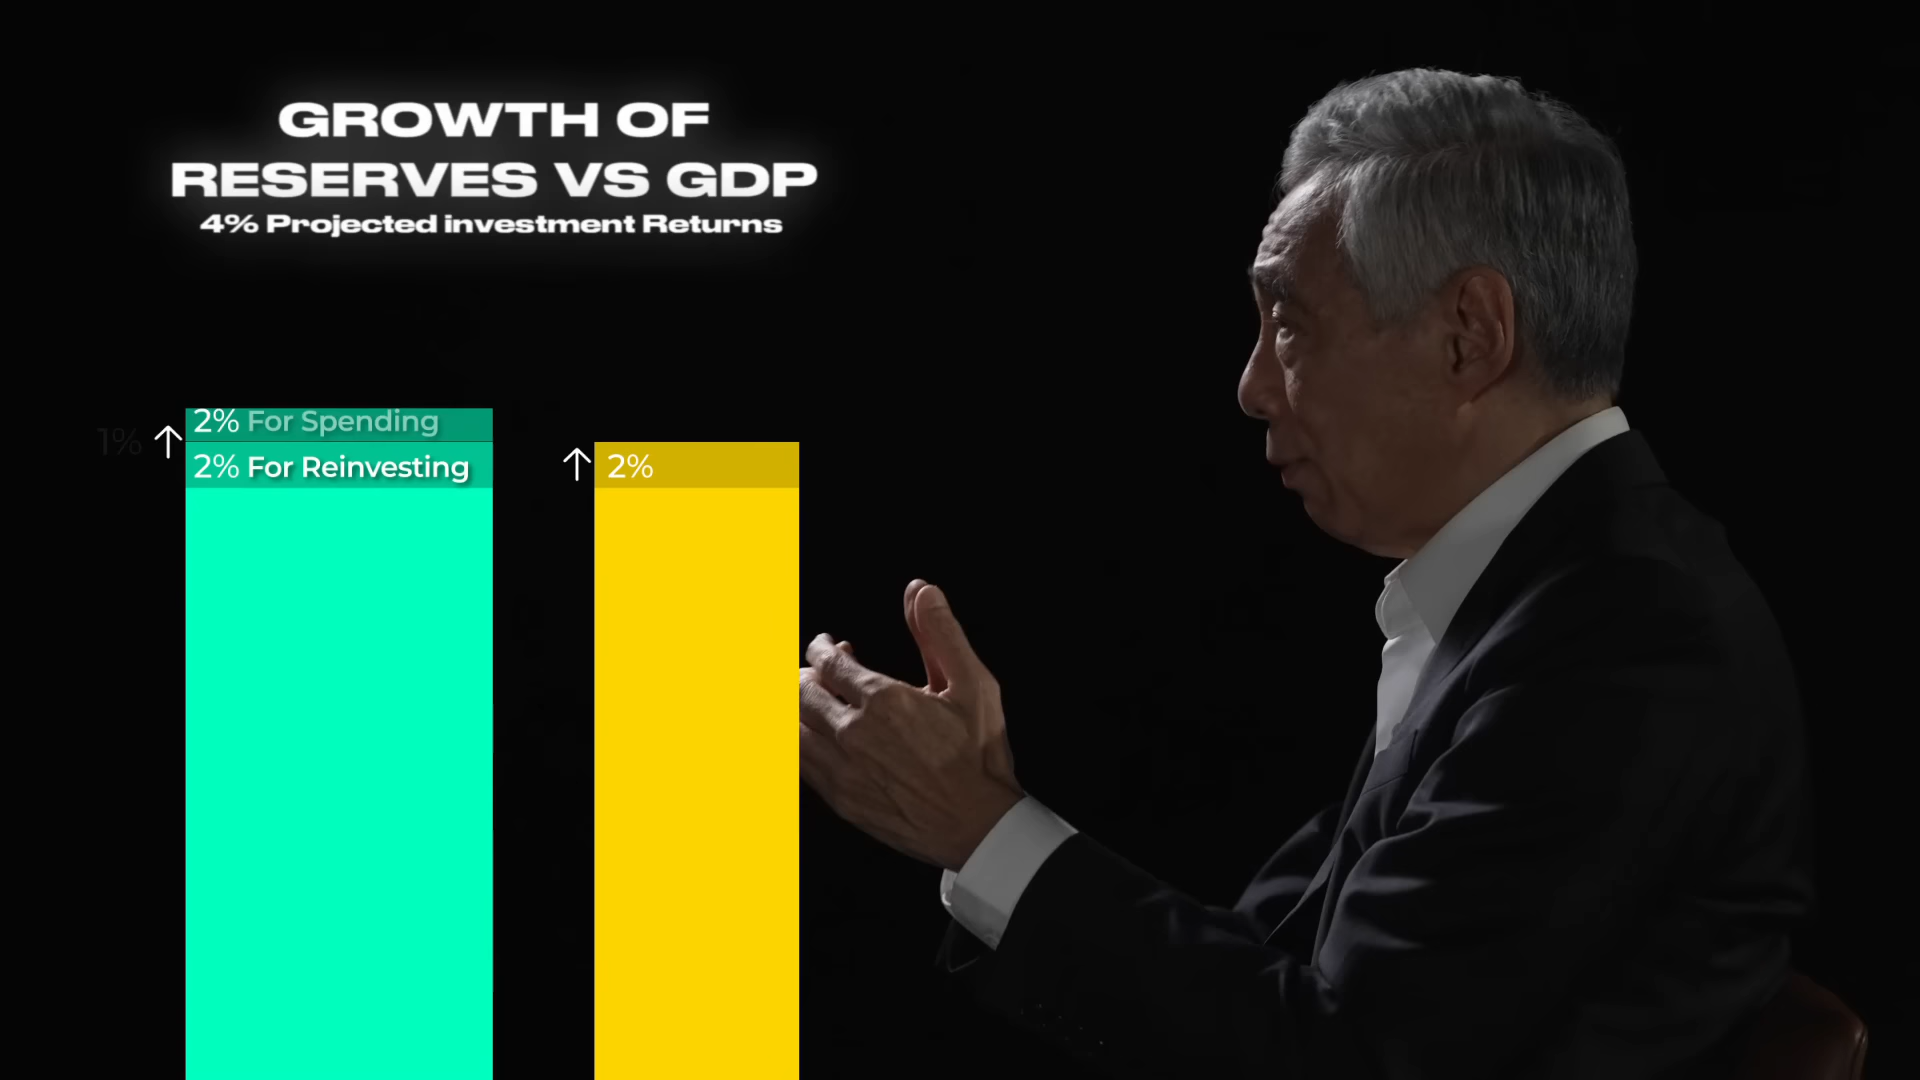 GROWTH OF
RESERVES VS GDP
4% Projected investment Returns
2% For Spending
1%
2% For Reinvesting
2%